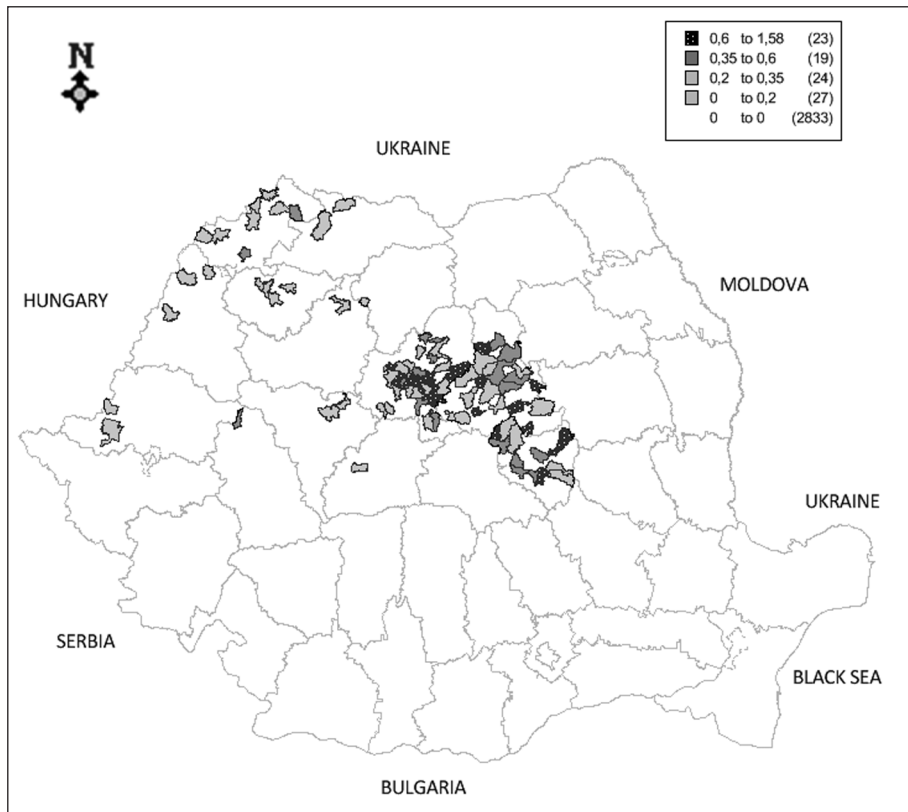 N
0,6 to 1,58 (23)
0,35 to 0,6 (19)
0,2 to 0,35 (24)
0 to 0,2 (27)
0 to 0 (2833)
UKRAINE
HUNGARY
MOLDOVA
UKRAINE
SERBIA
BLACK SEA
BULGARIA